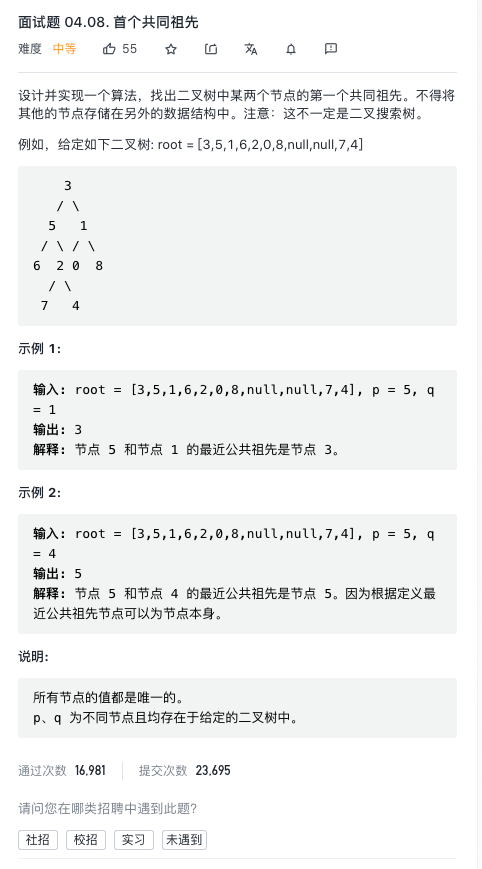 面试题 04.08. 首个共同祖先
难度 中等 55
设计并实现一个算法，找出二叉树中某两个节点的第一个共同祖先。不得将
其他的节点存储在另外的数据结构中。注意：这不一定是二叉搜索树。
例如，给定如下二叉树: root = [3,5,1,6,2,0,8,null,null,7,4]
3
/ \
5 1
/ \ / \
6 2 0 8
/ \
7 4
示例 1:
输入: root = [3,5,1,6,2,0,8,null,null,7,4], p = 5, q
= 1
输出: 3
解释: 节点 5 和节点 1 的最近公共祖先是节点 3。
示例 2:
输入: root = [3,5,1,6,2,0,8,null,null,7,4], p = 5, q
= 4
输出: 5
解释: 节点 5 和节点 4 的最近公共祖先是节点 5。因为根据定义最
近公共祖先节点可以为节点本身。
说明:
所有节点的值都是唯一的。
p、q 为不同节点且均存在于给定的二叉树中。
通过次数 16,981 提交次数 23,695
请问您在哪类招聘中遇到此题?
社招 校招 实习 未遇到